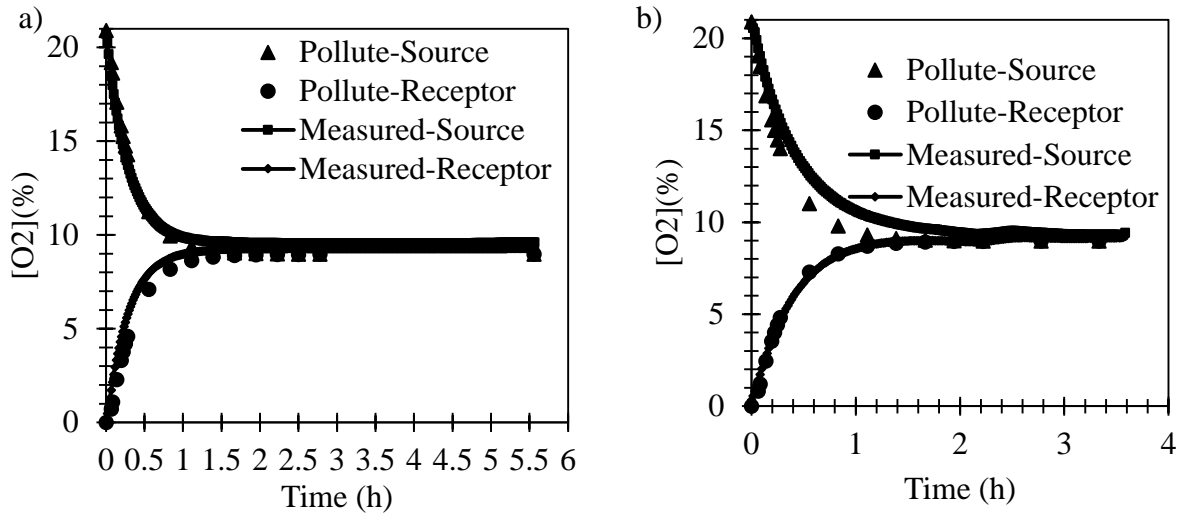 a)
[O2](%)
20
15
10
5
0
Pollute-Source
Pollute-Receptor
Measured-Source
Measured-Receptor
0 0.5 1 1.5 2 2.5 3 3.5 4 4.5 5 5.5 6
Time (h)
b)
[O2](%)
20
15
10
5
0
Pollute-Source
Pollute-Receptor
Measured-Source
Measured-Receptor
0 1 2 3 4
Time (h)